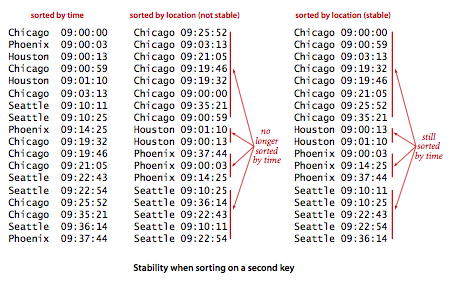 sorted by time
Chicago 09:00:00
Phoenix 09:00:03
Houston 09:00:13
Chicago 09:00:59
Houston 09:01:10
Chicago 09:03:13
Seattle 09:10:11
Seattle 09:10:25
Phoenix 09:14:25
Chicago 09:19:32
Chicago 09:19:46
Chicago 09:21:05
Seattle 09:22:43
Seattle 09:22:54
Chicago 09:25:52
Chicago 09:35:21
Seattle 09:36:14
Phoenix 09:37:44
sorted by location (not stable)
Chicago 09:25:52
Chicago 09:03:13
Chicago 09:21:05
Chicago 09:19:46
Chicago 09:19:32
Chicago 09:00:00
Chicago 09:35:21
Chicago 09:00:59
Houston 09:01:10
Houston 09:00:13
Phoenix 09:37:44
Phoenix 09:00:03
Phoenix 09:14:25
Seattle 09:10:25
Seattle 09:36:14
Seattle 09:22:43
Seattle 09:10:11
Seattle 09:22:54
no
longer
sorted
by time
sorted by location (stable)
Chicago 09:00:00
Chicago 09:00:59
Chicago 09:03:13
Chicago 09:19:32
Chicago 09:19:46
Chicago 09:21:05
Chicago 09:25:52
Chicago 09:35:21
Houston 09:00:13
Houston 09:01:10
Phoenix 09:00:03
Phoenix 09:14:25
Phoenix 09:37:44
Seattle 09:10:11
Seattle 09:10:25
Seattle 09:22:43
Seattle 09:22:54
Seattle 09:36:14
still
sorted
by time
Stability when sorting on a second key